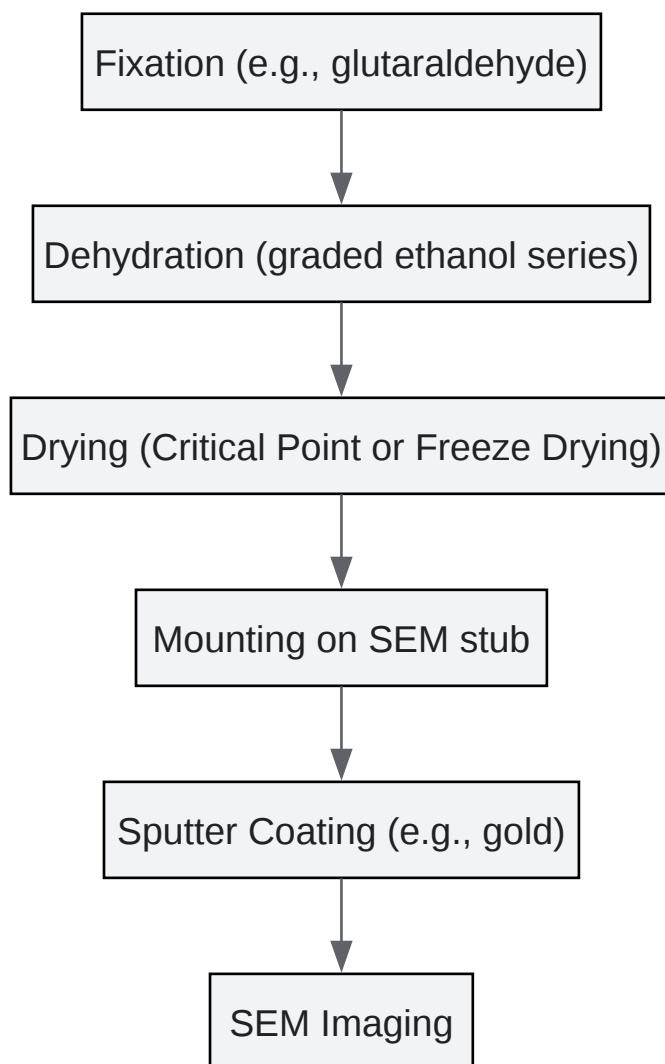 Fixation (e.g., glutaraldehyde)
Dehydration (graded ethanol series)
Drying (Critical Point or Freeze Drying)
Mounting on SEM stub
Sputter Coating (e.g., gold)
SEM Imaging